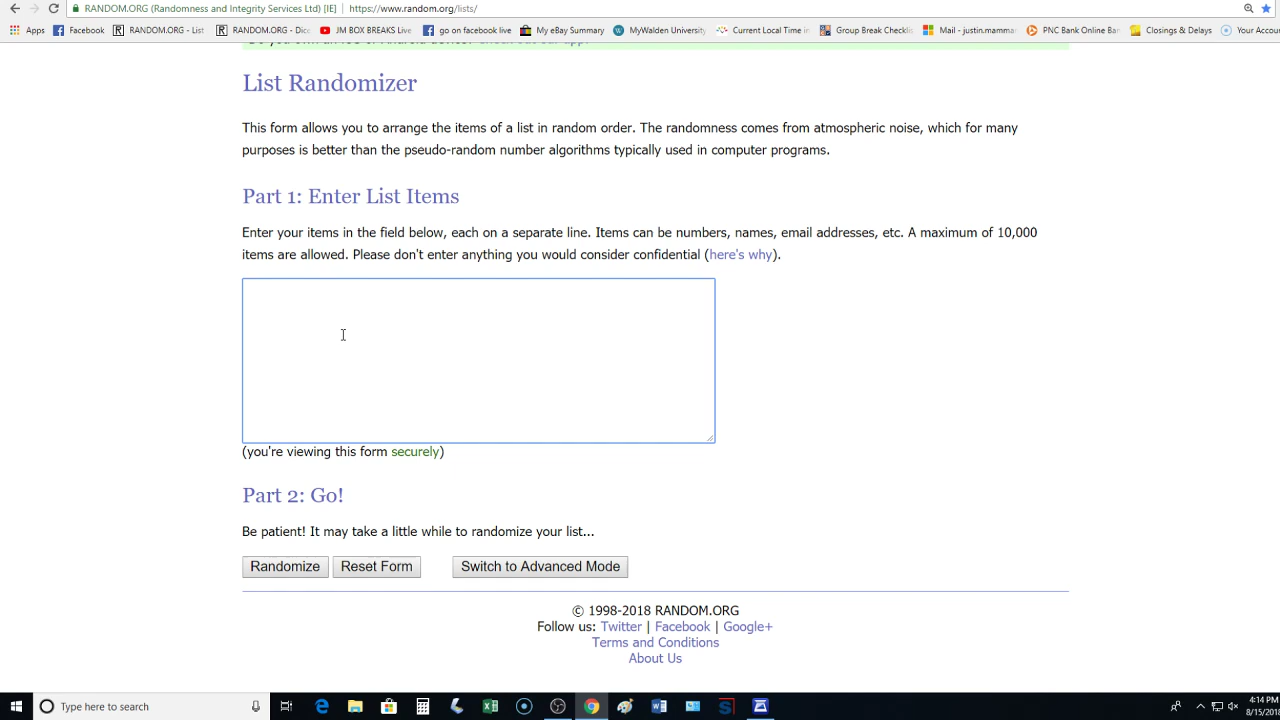 RANDOM.ORG (Randomness and Integrity Services Ltd) [IE] | https://www.random.org/lists/
Apps Facebook RANDOM.ORG - List RANDOM.ORG - Dice JM BOX BREAKS Live go on facebook live My eBay Summary MyWalden University Current Local Time in Group Break Checklis Mail - justin.mamma PNC Bank Online Ban Closings & Delays Your Accou
List Randomizer
This form allows you to arrange the items of a list in random order. The randomness comes from atmospheric noise, which for many
purposes is better than the pseudo-random number algorithms typically used in computer programs.
Part 1: Enter List Items
Enter your items in the field below, each on a separate line. Items can be numbers, names, email addresses, etc. A maximum of 10,000
items are allowed. Please don't enter anything you would consider confidential (here's why).
(you're viewing this form securely)
Part 2: Go!
Be patient! It may take a little while to randomize your list...
Randomize Reset Form Switch to Advanced Mode
© 1998-2018 RANDOM.ORG
Follow us: Twitter | Facebook | Google+
Terms and Conditions
About Us
Type here to search
4:14 PM
8/15/2018